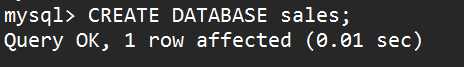 mysql> CREATE DATABASE sales;
Query OK, 1 row affected (0.01 sec)